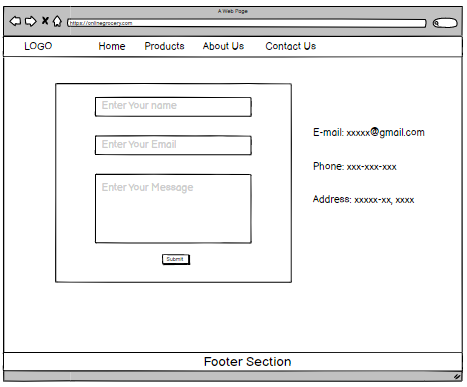 A Web Page
https://onlinegrocery.com
LOGO Home Products About Us Contact Us
Enter Your name
Enter Your Email
Enter Your Message
Submit
E-mail: xxxxx@gmail.com
Phone: xxx-xxx-xxx
Address: xxxxx-xx, xxxx
Footer Section